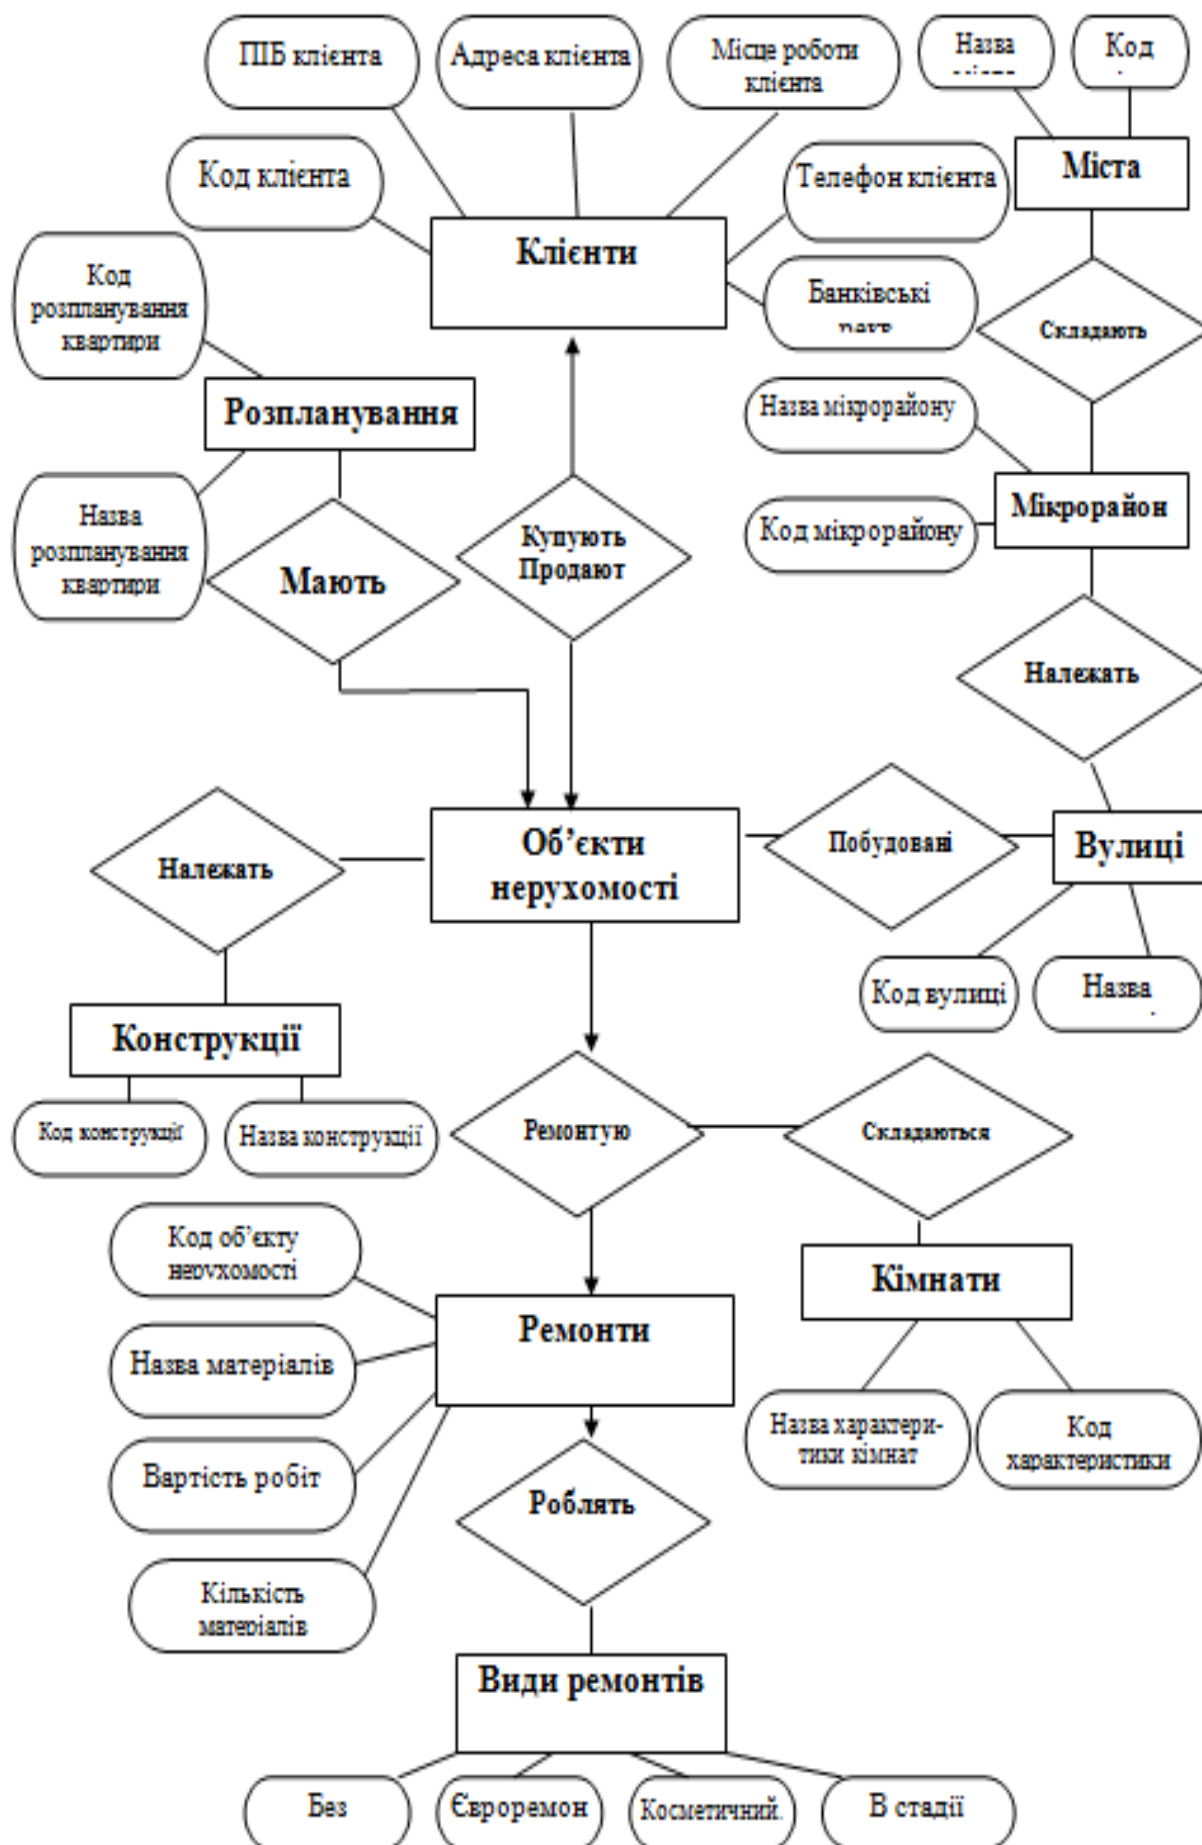 ПІБ клієнта
Адреса клієнта
Місце роботи
клієнта
Назва
Код
Код клієнта
Телефон клієнта
Міста
Клієнти
Код
розпланування
квартири
Банківські
Складають
Розпланування
Назва мікрорайону
Назва
розпланування
квартири
Мають
Купують
Продают
Мікрорайон
Код мікрорайону
Належать
Належать
Об’єкти
нерухомості
Побудовані
Вулиці
Код вулиці
Назва
Конструкції
Код конструкції
Назва конструкції
Ремонтую
Складаються
Код об’єкту
нерухомості
Кімнати
Ремонти
Назва матеріалів
Назва характери-
тики кімнат
Код
характеристики
Вартість робіт
Роблять
Кількість
матеріалів
Види ремонтів
Без
Євроремон
Косметичний.
В стадії